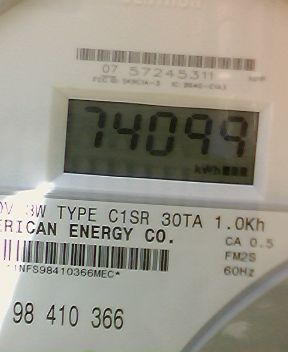 07 57245311
74099
kWh
3W TYPE C1SR 30TA 1.0Kh
ERICAN ENERGY CO.
CA 0.5
FM2S
*1NFS98410366MEC*
60Hz
98 410 366